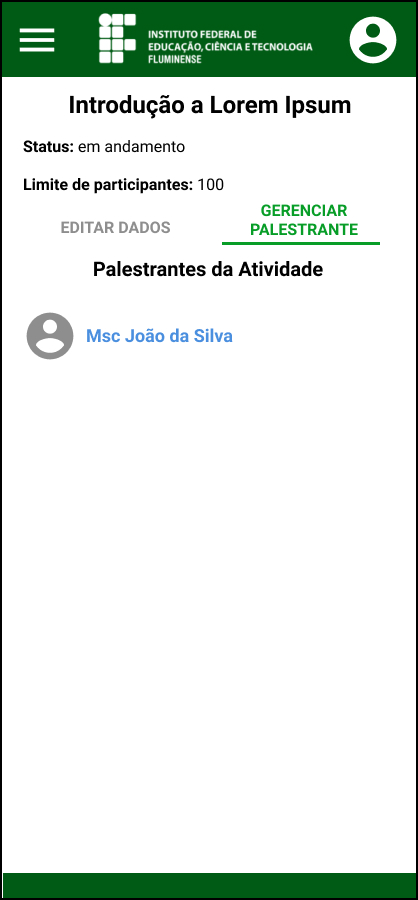 INSTITUTO FEDERAL DE
EDUCAÇÃO, CIÊNCIA E TECNOLOGIA
FLUMINENSE
Introdução a Lorem Ipsum
Status: em andamento
Limite de participantes: 100
EDITAR DADOS
GERENCIAR
PALESTRANTE
Palestrantes da Atividade
Msc João da Silva